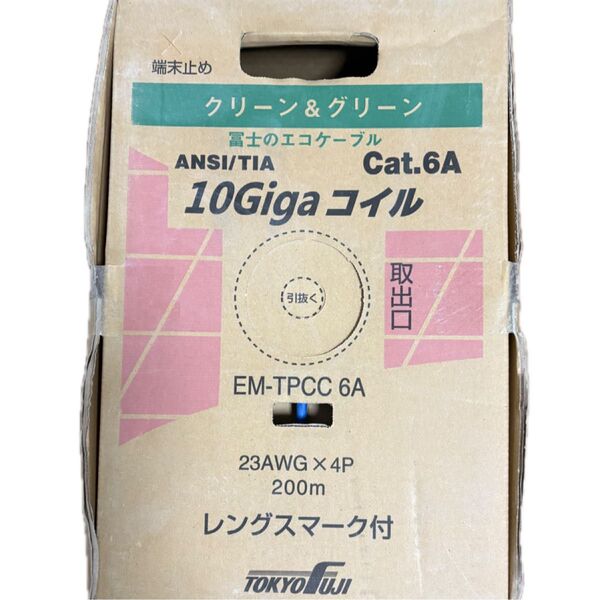 端末止め
クリーン&グリーン
冨士のエコケーブル
ANSI/TIA Cat.6A
10Gigaコイル
引抜く
取出口
EM-TPCC 6A
23AWG×4P
200m
レングスマーク付
TOKYO FUJI